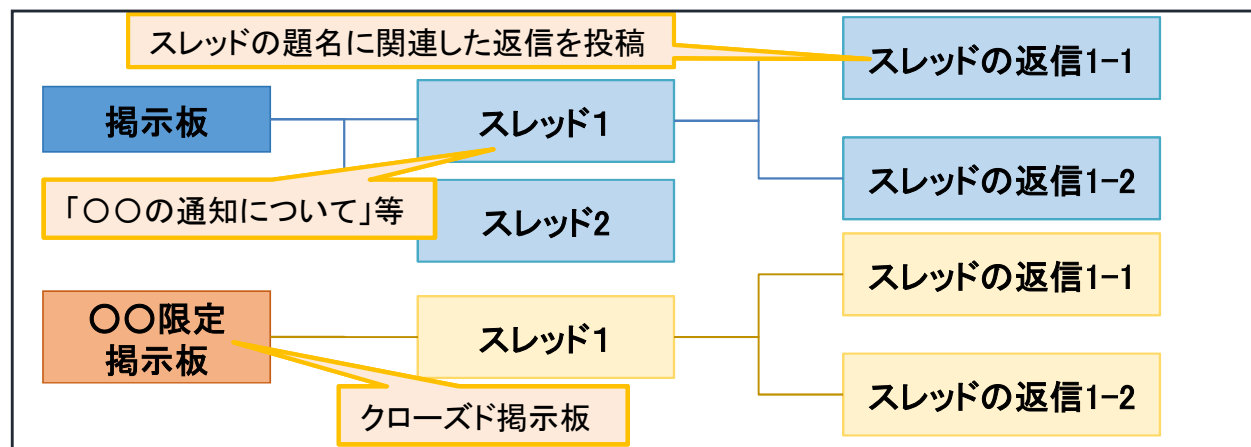 スレッドの題名に関連した返信を投稿
スレッドの返信1-1
掲示板
スレッド1
スレッドの返信1-2
「〇〇の通知について」等
スレッド2
スレッドの返信1-1
〇〇限定
掲示板
スレッド1
スレッドの返信1-2
クローズド掲示板